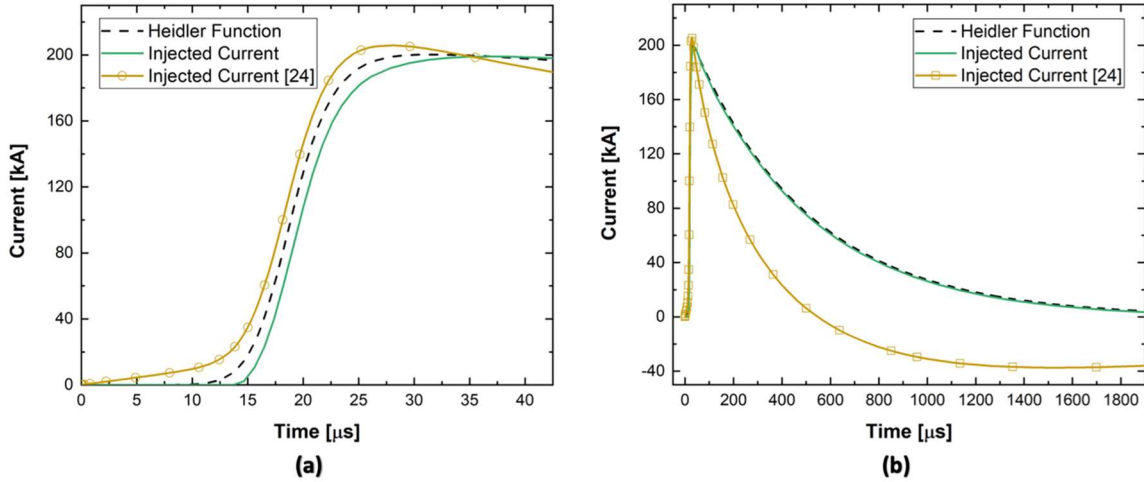 Heidler Function
Injected Current
Injected Current [24]
Current [kA]
200
160
120
80
40
0
0 5 10 15 20 25 30 35 40
Time [μs]
(a)
Heidler Function
Injected Current
Injected Current [24]
Current [kA]
200
160
120
80
40
0
-40
0 200 400 600 800 1000 1200 1400 1600 1800
Time [μs]
(b)